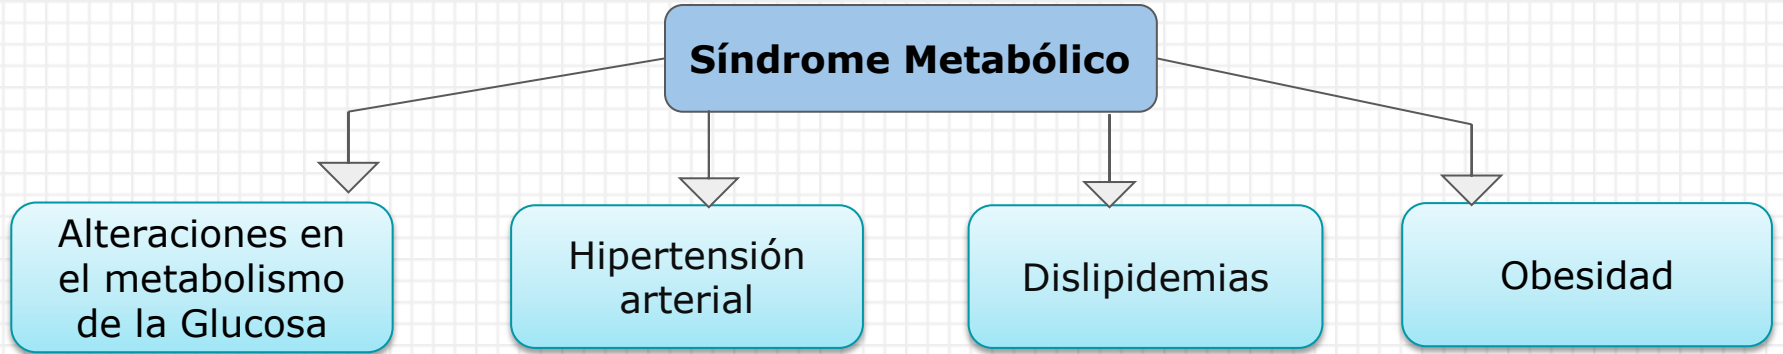 Síndrome Metabólico
Alteraciones en
el metabolismo
de la Glucosa
Hipertensión
arterial
Dislipidemias
Obesidad